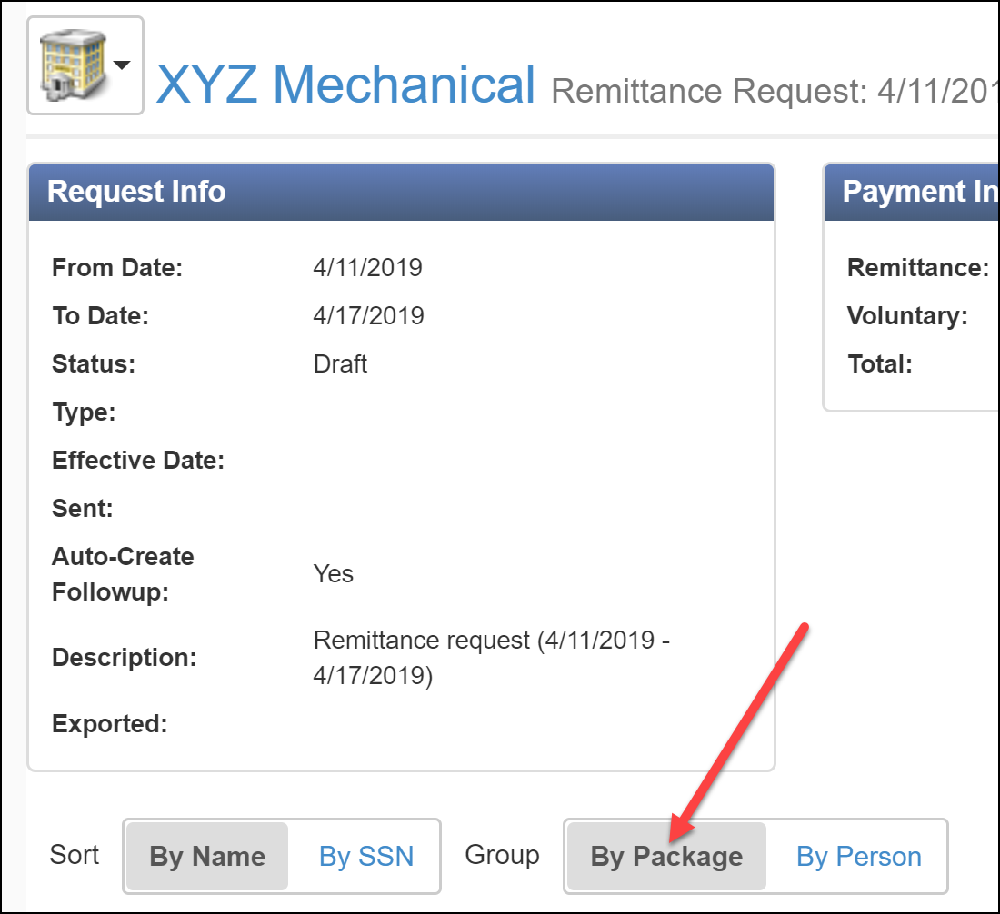 XYZ Mechanical Remittance Request: 4/11/201
Request Info
From Date: 4/11/2019
To Date: 4/17/2019
Status: Draft
Type:
Effective Date:
Sent:
Auto-Create
Followup: Yes
Description: Remittance request (4/11/2019 -
4/17/2019)
Exported:
Payment In
Remittance:
Voluntary:
Total:
Sort By Name By SSN Group By Package By Person